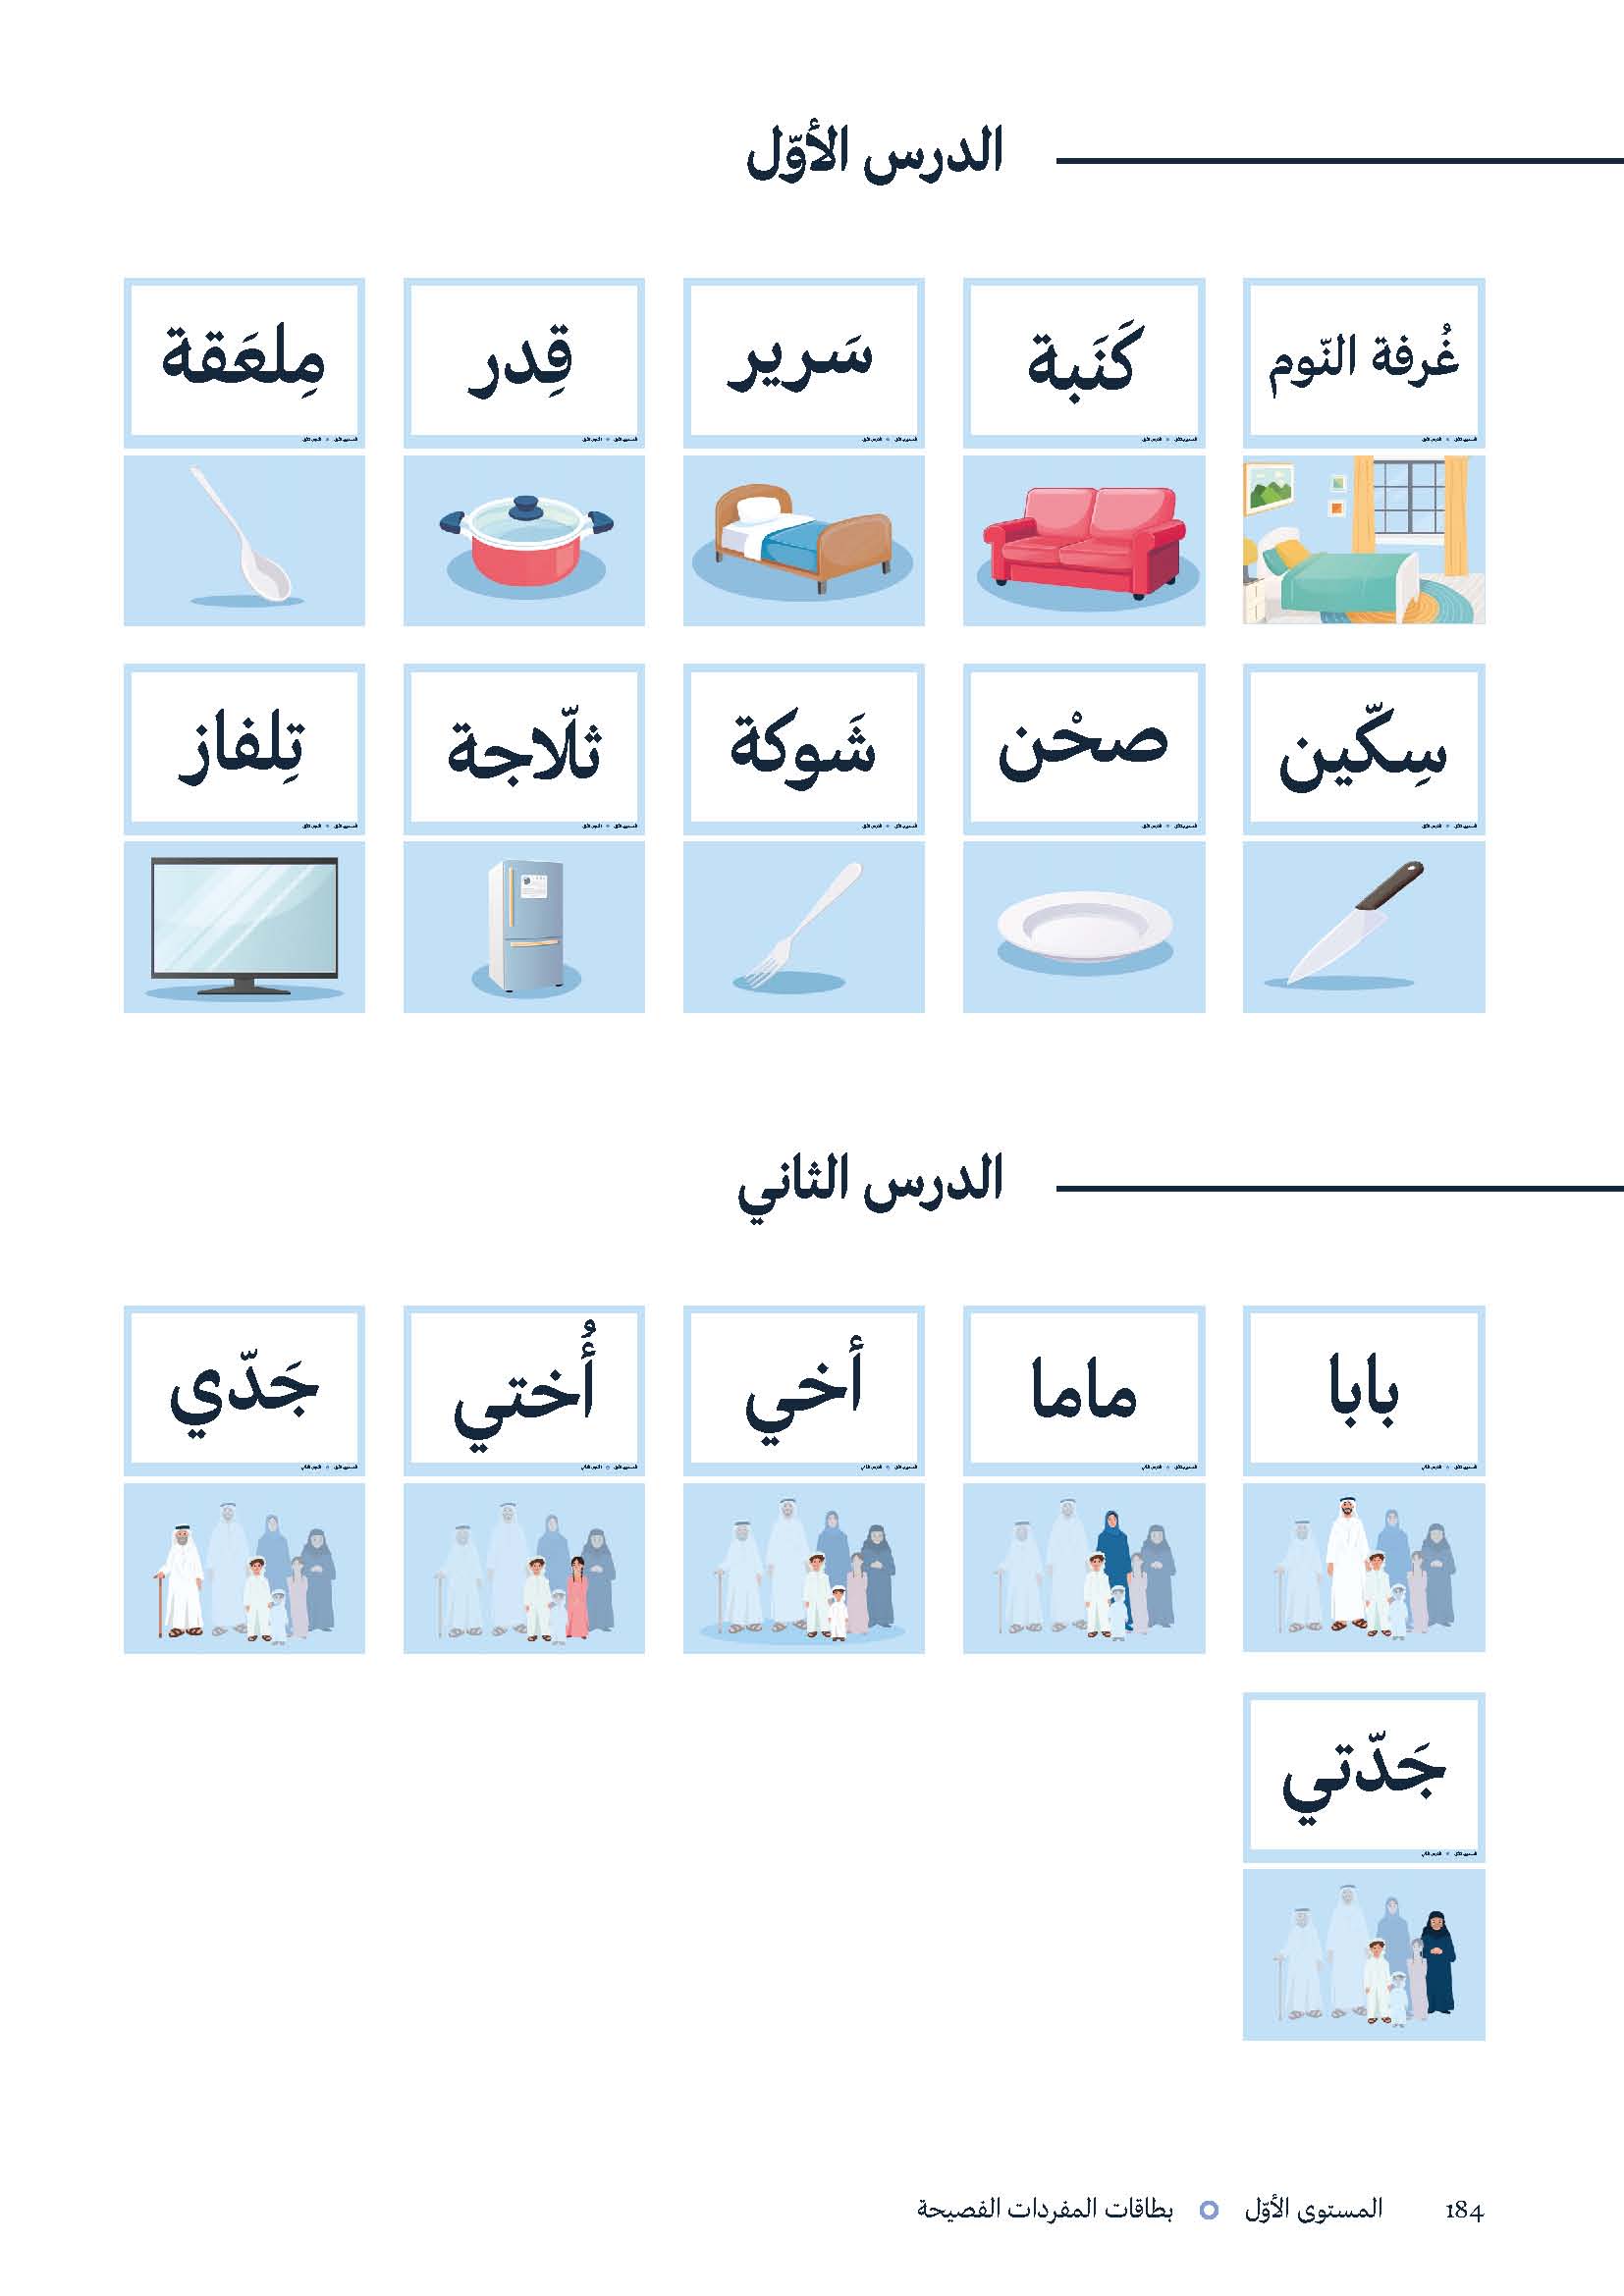 الدرس الأوّل
غُرفة النّوم
كَنَبة
سَرير
قِدر
مِلعَقة
سِكّين
صحْن
شَوكة
ثلّاجة
تِلفاز
الدرس الثاني
بابا
ماما
أخي
أُختي
جَدّي
جَدّتي
184 المستوى الأوّل بطاقات المفردات الفصيحة